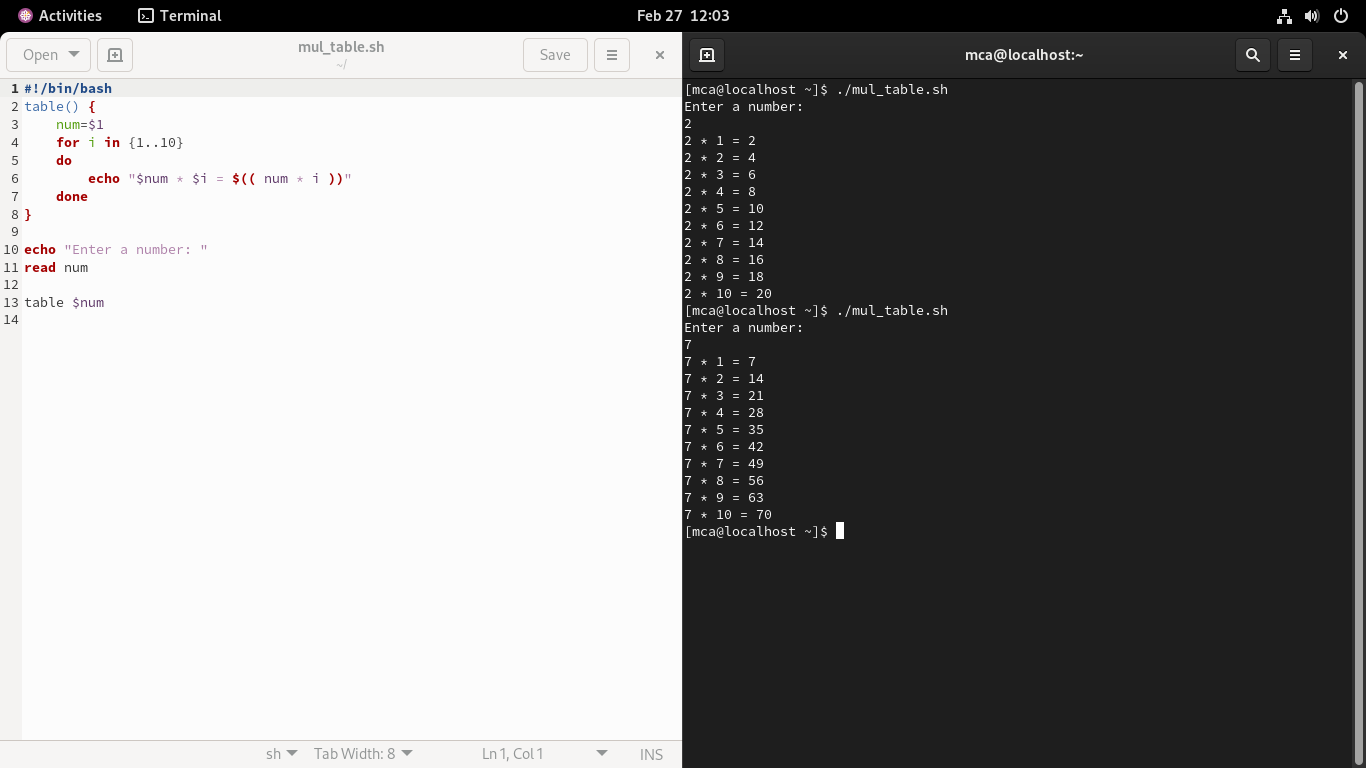 Activities Terminal Feb 27 12:03
Open mul_table.sh Save
~/
1 #!/bin/bash
2 table() {
3     num=$1
4     for i in {1..10}
5     do
6         echo "$num * $i = $(( num * i ))"
7     done
8 }
9
10 echo "Enter a number: "
11 read num
12
13 table $num
14
sh Tab Width: 8 Ln 1, Col 1 INS
mca@localhost:~
[mca@localhost ~]$ ./mul_table.sh
Enter a number:
2
2 * 1 = 2
2 * 2 = 4
2 * 3 = 6
2 * 4 = 8
2 * 5 = 10
2 * 6 = 12
2 * 7 = 14
2 * 8 = 16
2 * 9 = 18
2 * 10 = 20
[mca@localhost ~]$ ./mul_table.sh
Enter a number:
7
7 * 1 = 7
7 * 2 = 14
7 * 3 = 21
7 * 4 = 28
7 * 5 = 35
7 * 6 = 42
7 * 7 = 49
7 * 8 = 56
7 * 9 = 63
7 * 10 = 70
[mca@localhost ~]$